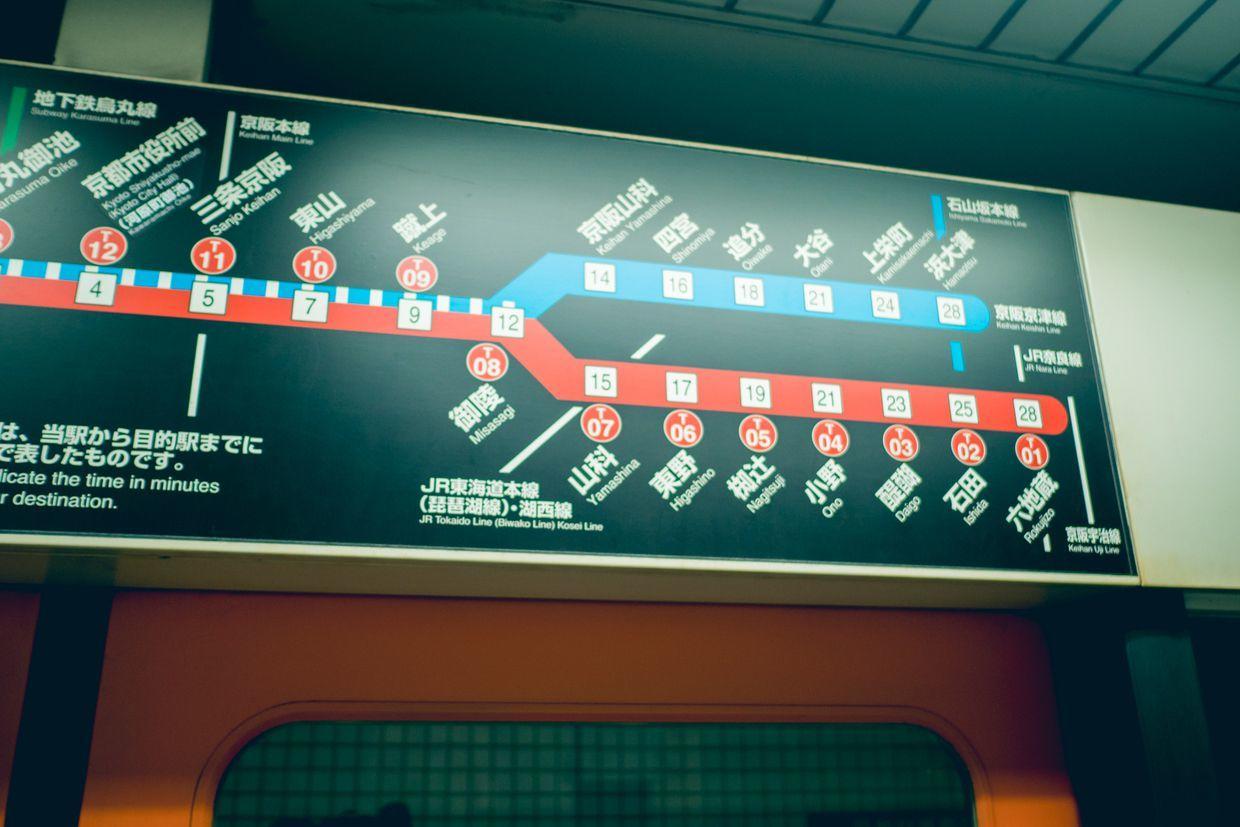 地下鉄烏丸線
Subway Karasuma Line
丸御池
arasuma Oike
京都市役所前
Kyoto Shiyakusho-mae
(Kyoto City Hall)
(河原町御池)
Kawaramachi Oike
京阪本線
Keihan Main Line
三条京阪
Sanjo Keihan
東山
Higashiyama
蹴上
Keage
京阪山科
Keihan Yamashina
四宮
Shinomiya
追分
Oiwake
大谷
Otani
上栄町
Kamisakaemachi
浜大津
Hamaotsu
石山坂本線
Ishiyama Sakamoto Line
T 12
T 11
T 10
T 09
4
5
7
9
12
14
16
18
21
24
28
京阪京津線
Keihan Keishin Line
JR奈良線
JR Nara Line
15
17
19
21
23
25
28
T 08
T 07
T 06
T 05
T 04
T 03
T 02
T 01
御陵
Misasagi
山科
Yamashina
東野
Higashino
椥辻
Nagitsuji
小野
Ono
醍醐
Daigo
石田
Ishida
六地蔵
Rokujizo
京阪宇治線
Keihan Uji Line
JR東海道本線
(琵琶湖線)・湖西線
JR Tokaido Line (Biwako Line) Kosei Line
は、当駅から目的駅までに
で表したものです。
dicate the time in minutes
r destination.